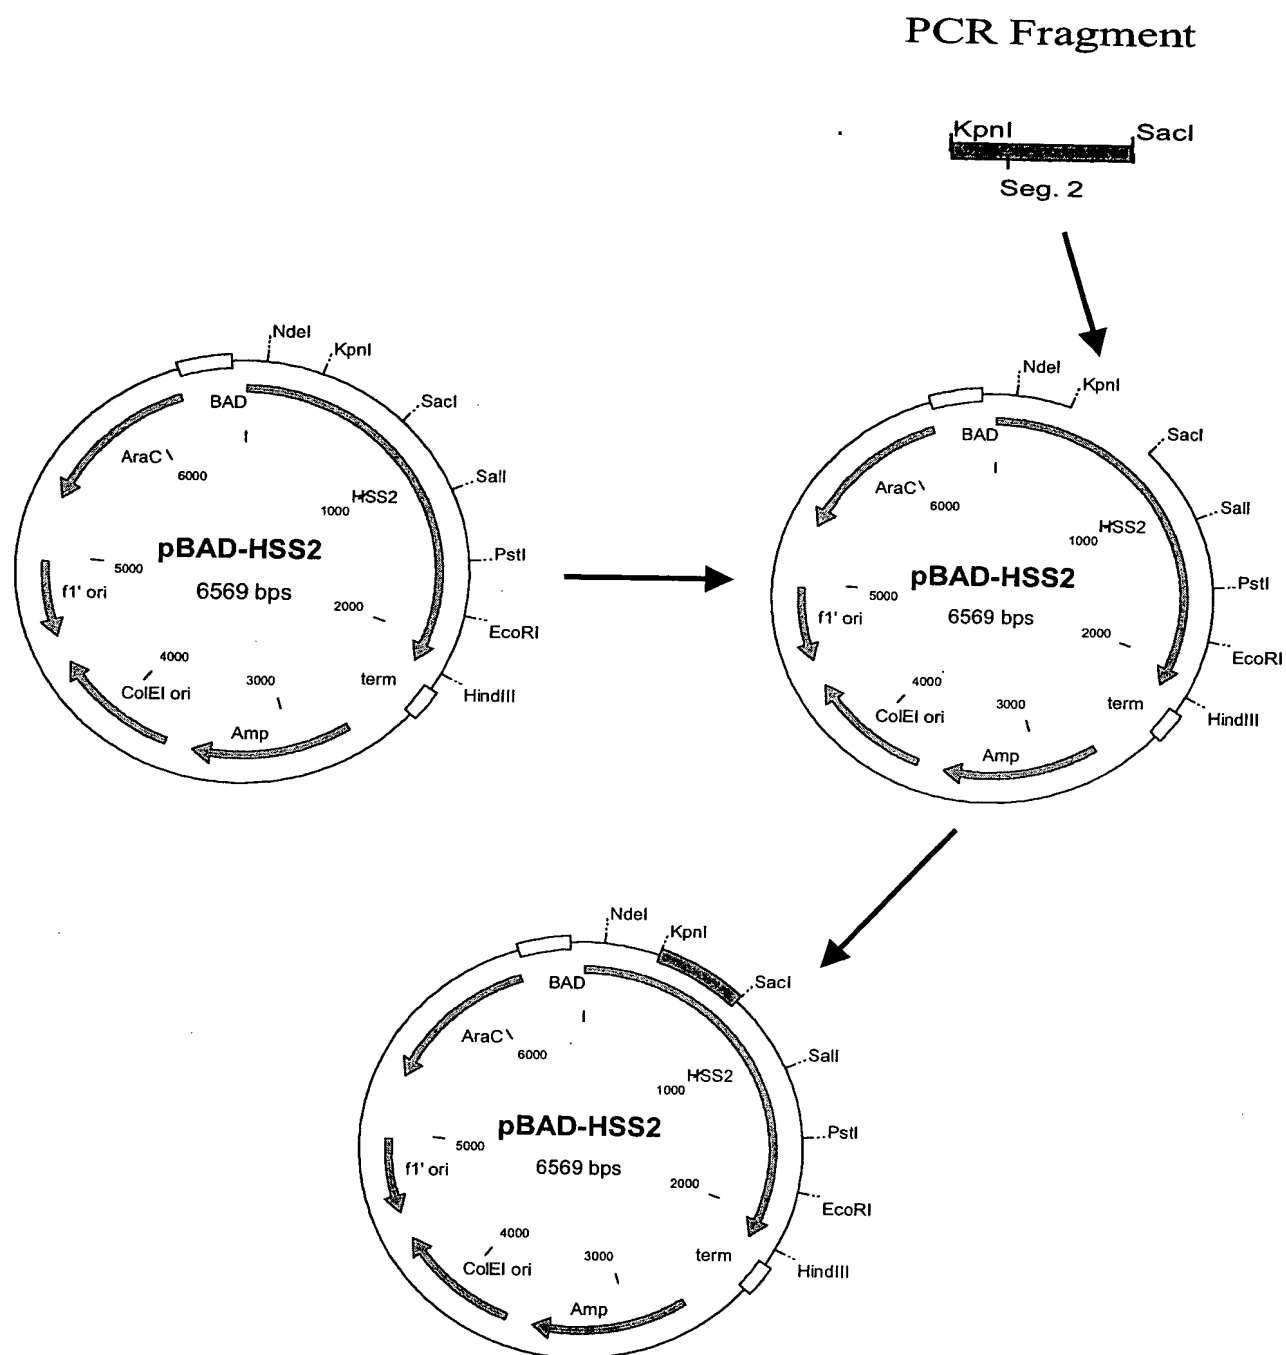 PCR Fragment
KpnI
SacI
Seg. 2
NdeI
KpnI
SacI
SalI
PstI
EcoRI
HindIII
BAD
AraC
6000
1000
HSS2
pBAD-HSS2
6569 bps
5000
f1' ori
2000
4000
ColEI ori
3000
term
Amp
NdeI
KpnI
SacI
SalI
PstI
EcoRI
HindIII
BAD
AraC
6000
1000
HSS2
pBAD-HSS2
6569 bps
5000
f1' ori
2000
4000
ColEI ori
3000
term
Amp
NdeI
KpnI
SacI
SalI
PstI
EcoRI
HindIII
BAD
AraC
6000
1000
HSS2
pBAD-HSS2
6569 bps
5000
f1' ori
2000
4000
ColEI ori
3000
term
Amp